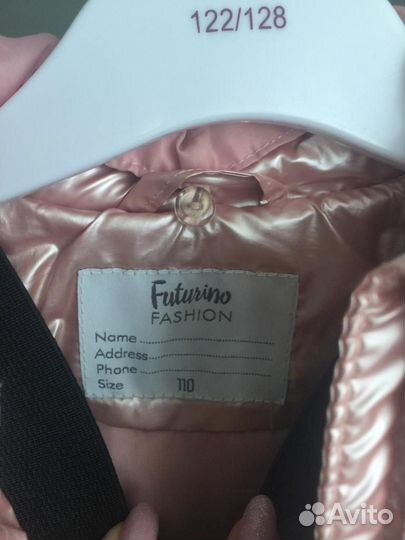 122/128
Futurino
FASHION
Name
Address
Phone
Size 110
Avito